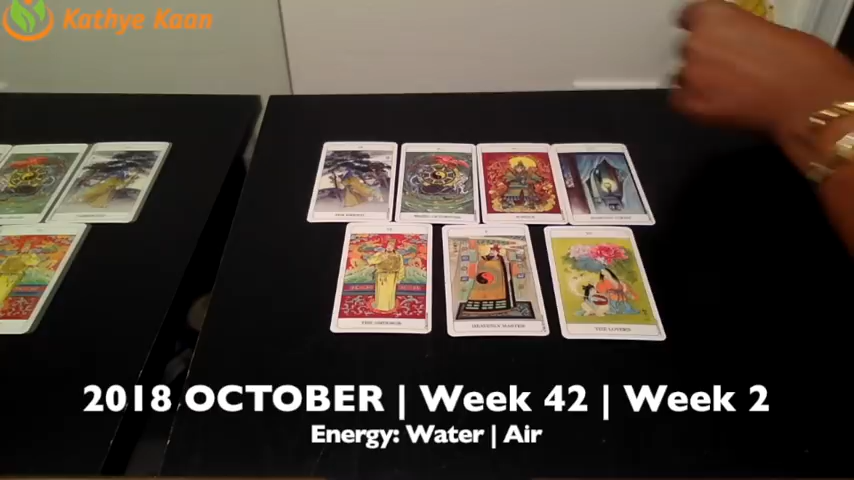 Kathye Kaan
THE EMPEROR
HEAVENLY MASTER
THE LOVERS
2018 OCTOBER | Week 42 | Week 2
Energy: Water | Air